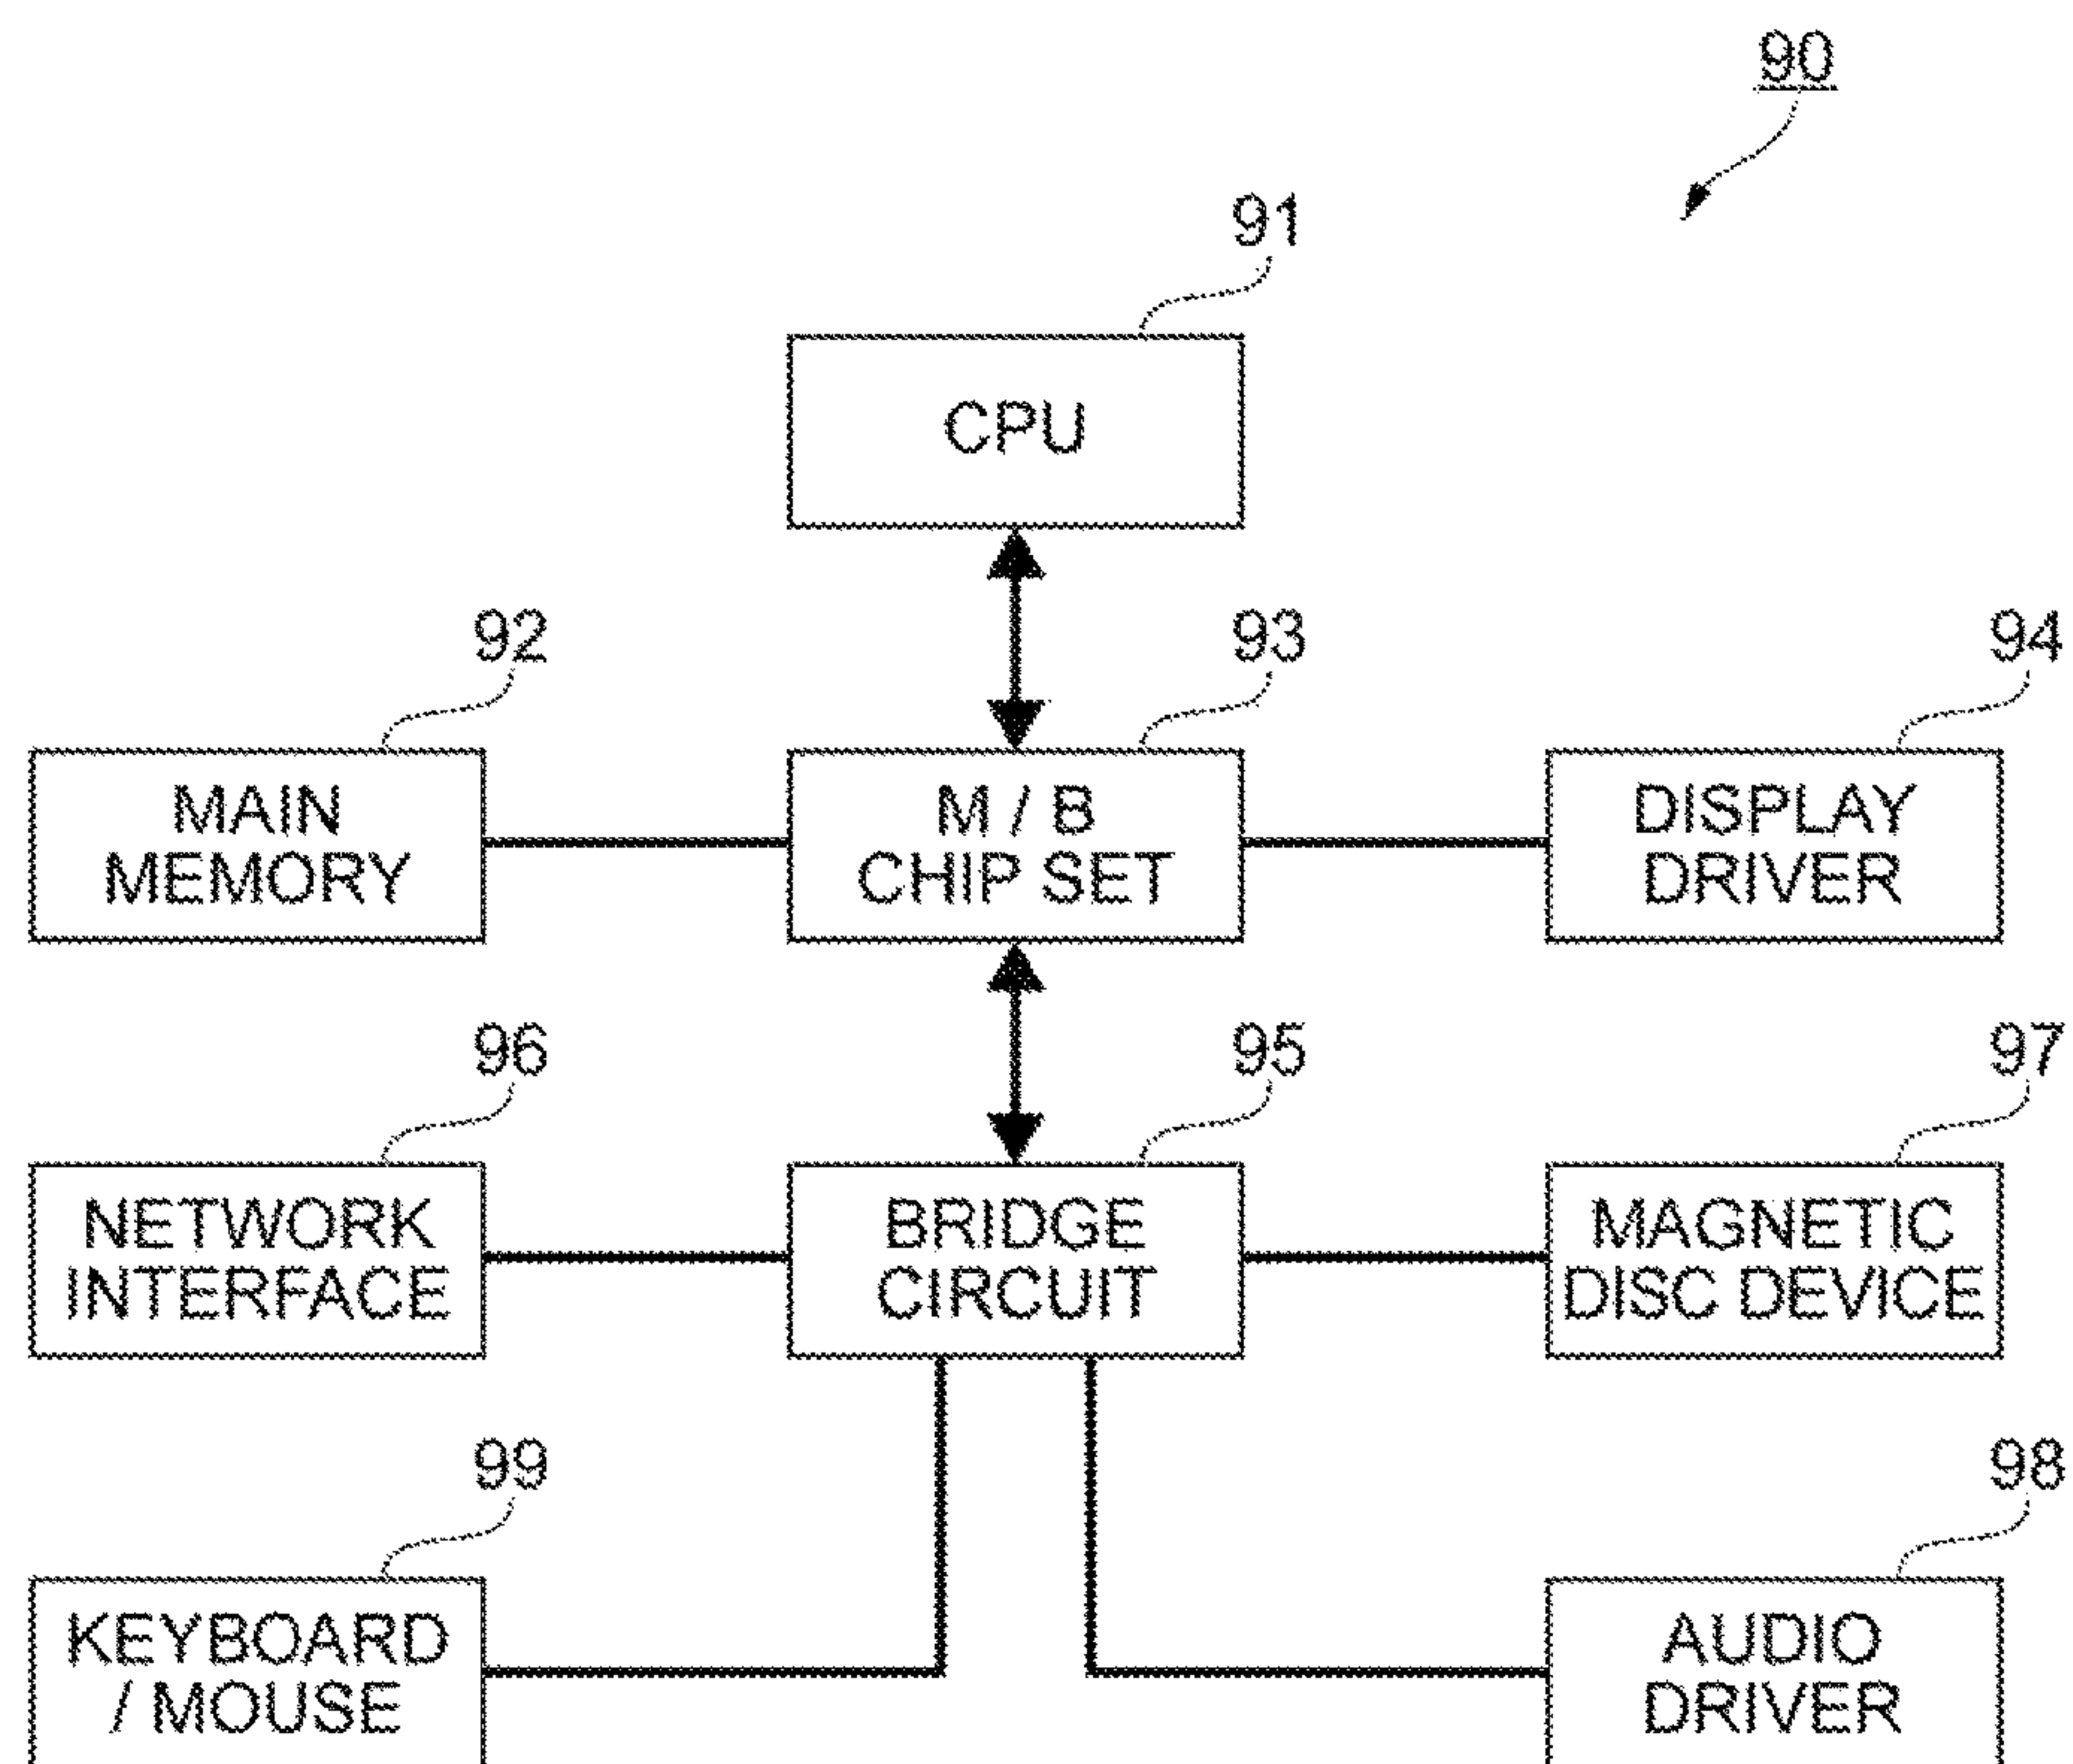 90
91
CPU
92
93
94
MAIN
MEMORY
M / B
CHIP SET
DISPLAY
DRIVER
96
95
97
NETWORK
INTERFACE
BRIDGE
CIRCUIT
MAGNETIC
DISC DEVICE
99
98
KEYBOARD
/ MOUSE
AUDIO
DRIVER